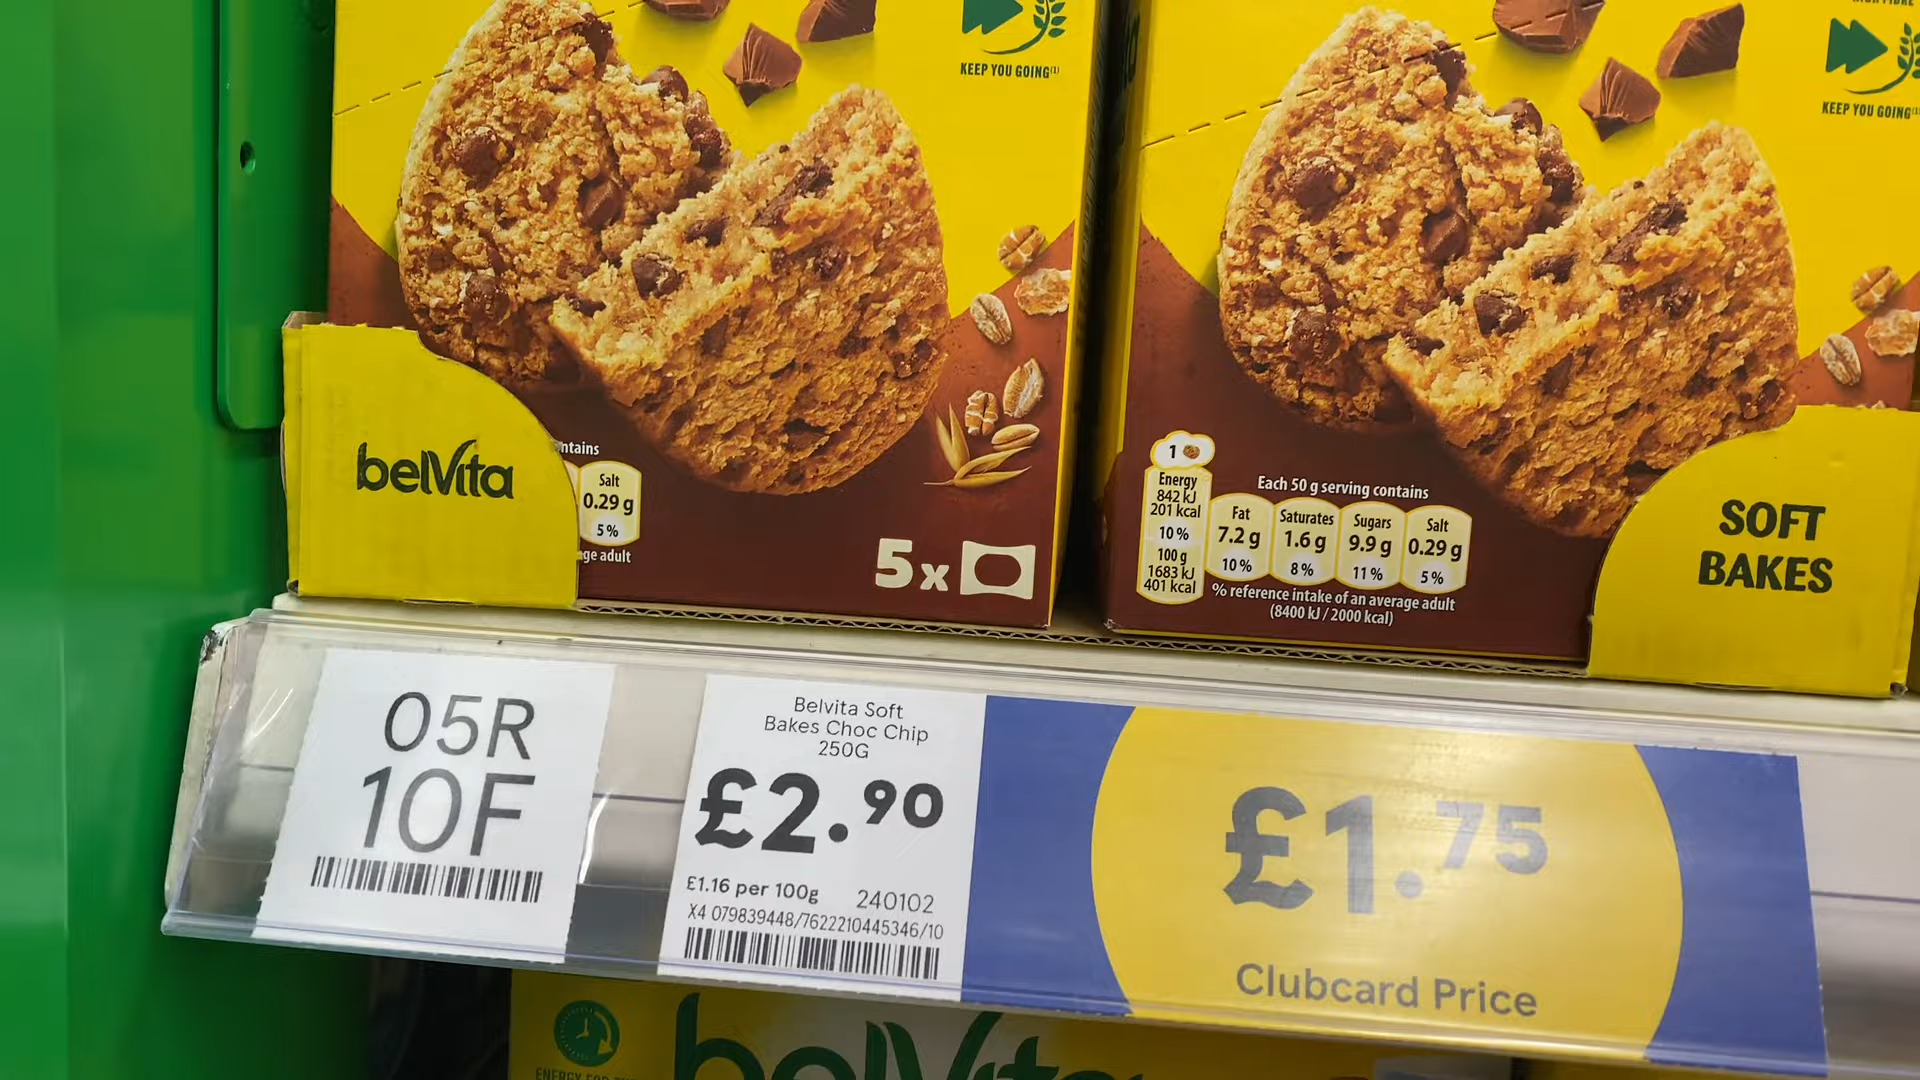 KEEP YOU GOING(1)
KEEP YOU GOING
belVita
ntains
Salt
0.29 g
5%
ge adult
5x
1
Energy
842 kJ
201 kcal
10%
100 g
1683 kJ
401 kcal
Each 50 g serving contains
Fat
7.2 g
10%
Saturates
1.6 g
8%
Sugars
9.9 g
11%
Salt
0.29 g
5%
% reference intake of an average adult
(8400 kJ / 2000 kcal)
SOFT
BAKES
05R
10F
Belvita Soft
Bakes Choc Chip
250G
£2.90
£1.16 per 100g 240102
X4 079839448/7622210445346/10
£1.75
Clubcard Price
belVita
ENERGY FOR